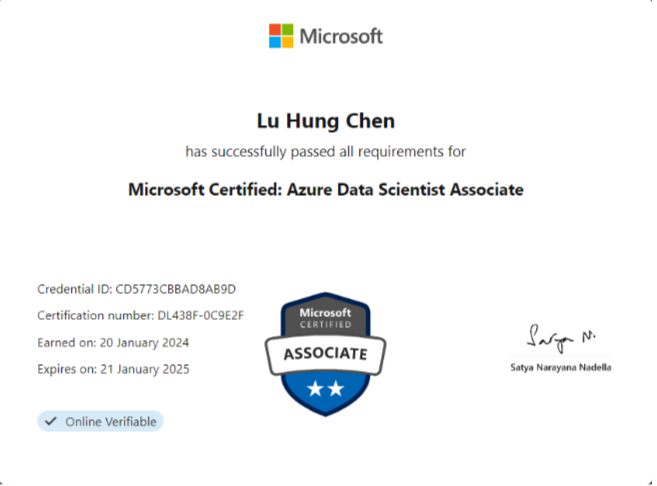 Microsoft
Lu Hung Chen
has successfully passed all requirements for
Microsoft Certified: Azure Data Scientist Associate
Credential ID: CD5773CBBAD8AB9D
Certification number: DL438F-0C9E2F
Earned on: 20 January 2024
Expires on: 21 January 2025
Online Verifiable
Microsoft
CERTIFIED
ASSOCIATE
Satya N.
Satya Narayana Nadella